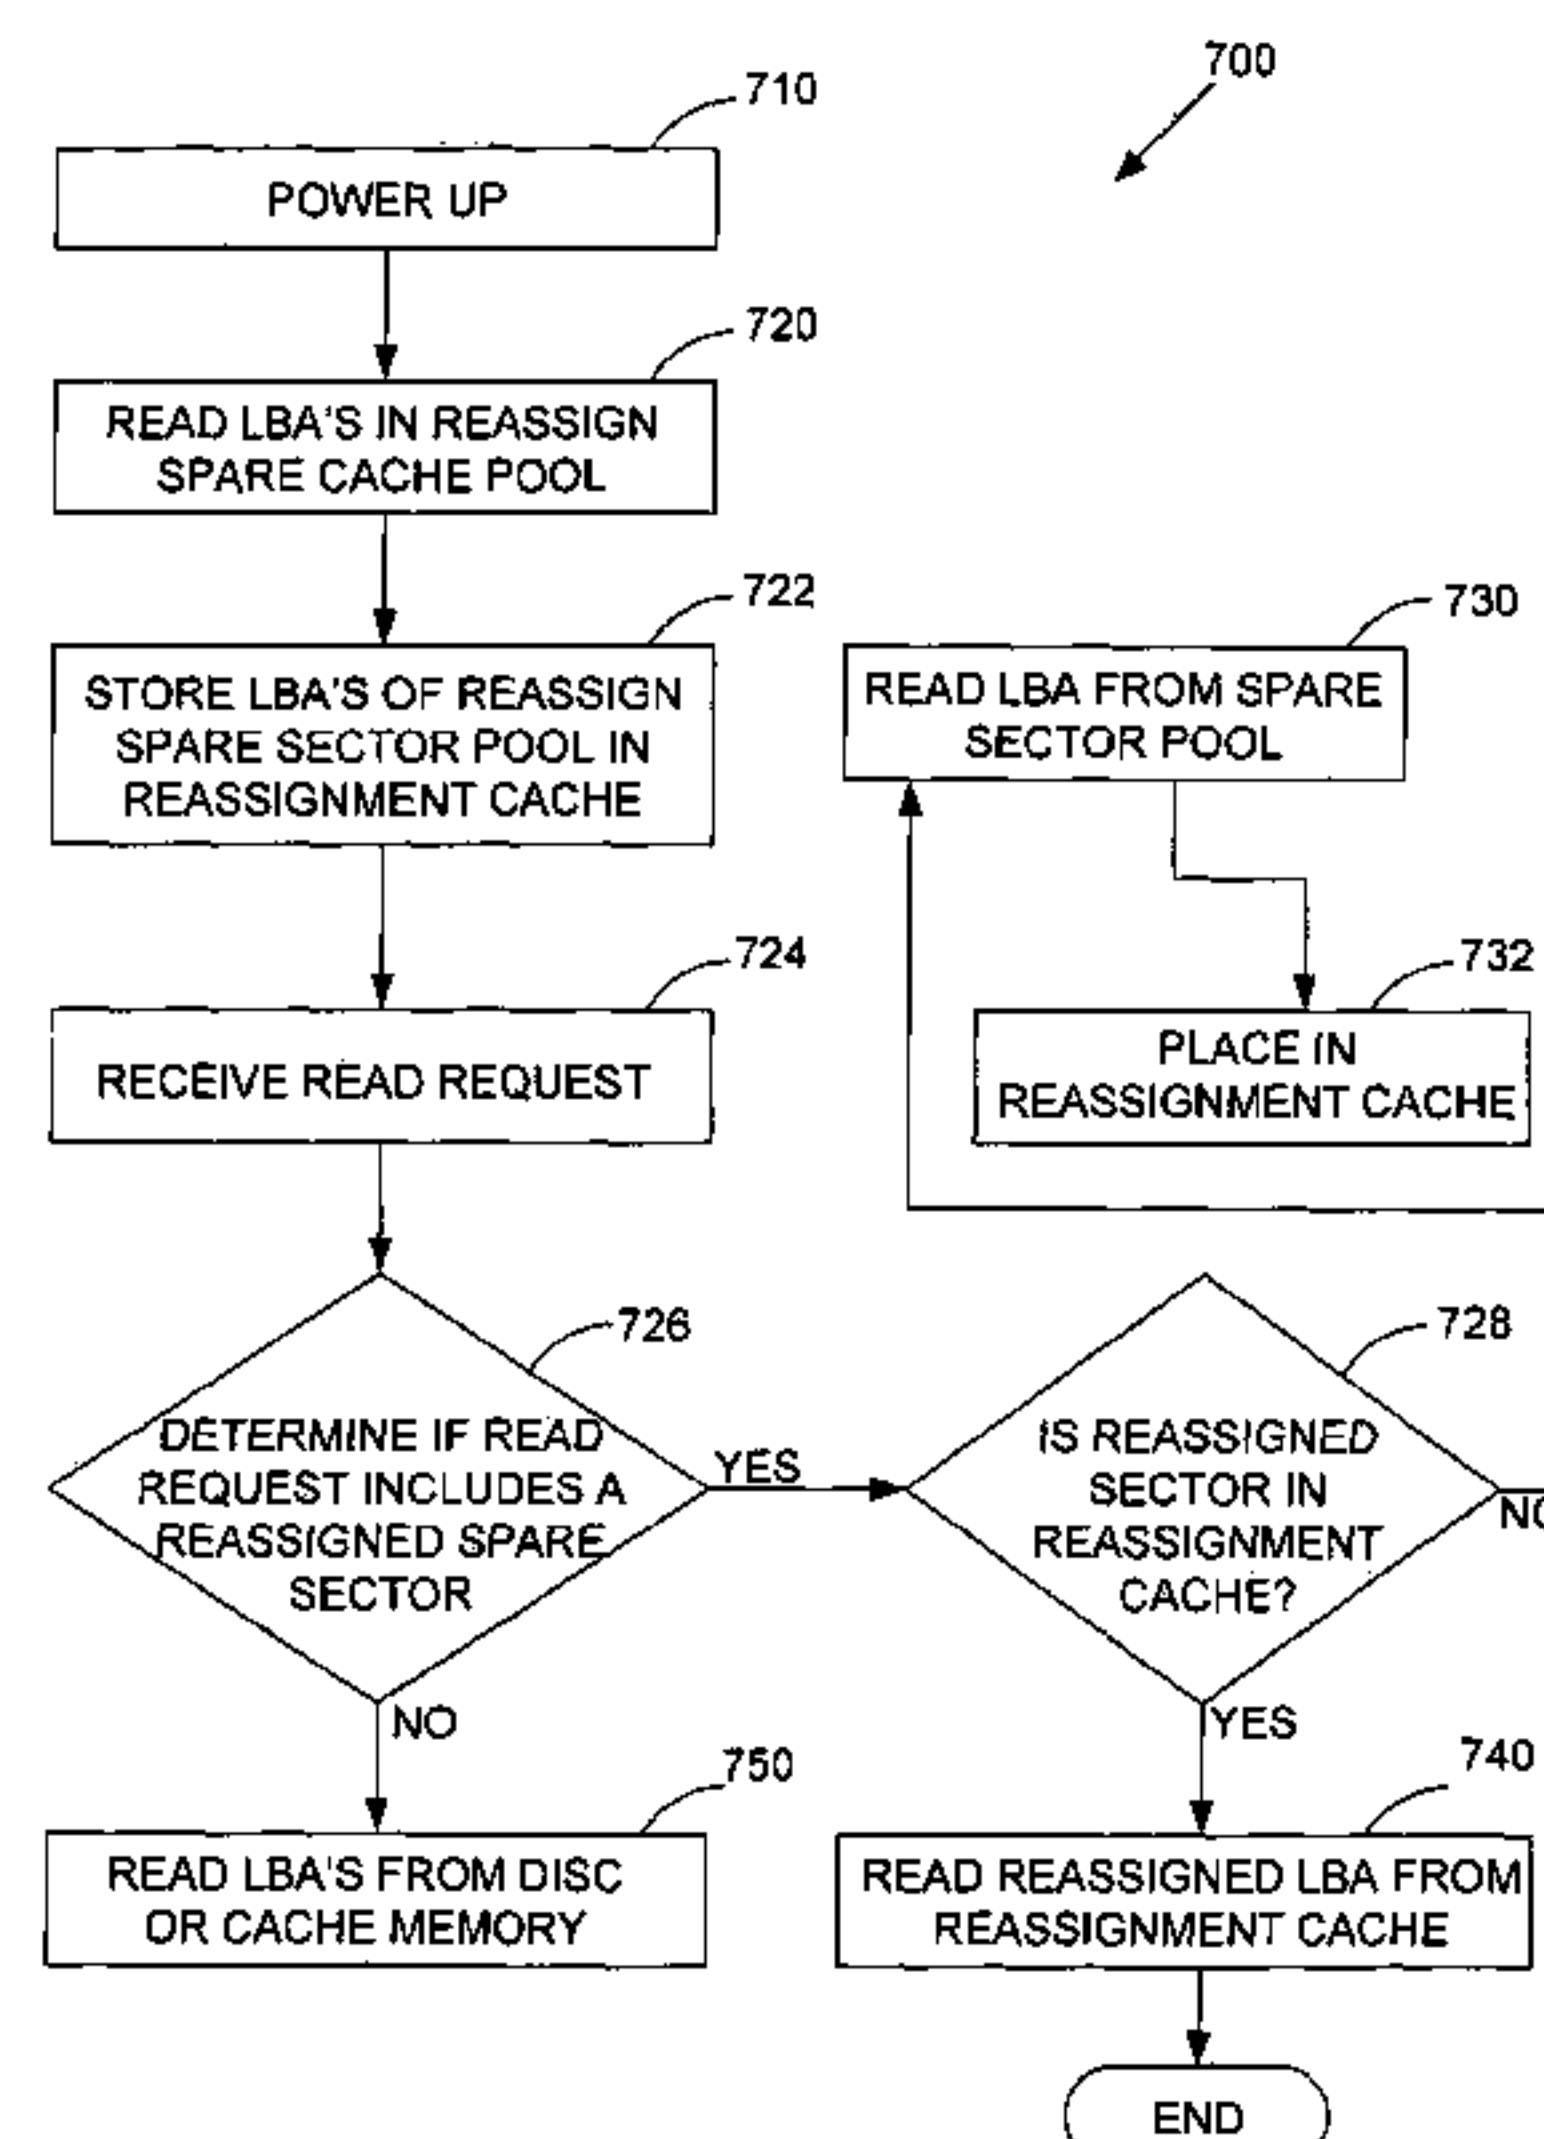 700
710
POWER UP
720
READ LBA'S IN REASSIGN
SPARE CACHE POOL
722
STORE LBA'S OF REASSIGN
SPARE SECTOR POOL IN
REASSIGNMENT CACHE
730
READ LBA FROM SPARE
SECTOR POOL
724
RECEIVE READ REQUEST
732
PLACE IN
REASSIGNMENT CACHE
726
DETERMINE IF READ
REQUEST INCLUDES A
REASSIGNED SPARE
SECTOR
YES
728
IS REASSIGNED
SECTOR IN
REASSIGNMENT
CACHE?
NO
NO
YES
750
READ LBA'S FROM DISC
OR CACHE MEMORY
740
READ REASSIGNED LBA FROM
REASSIGNMENT CACHE
END